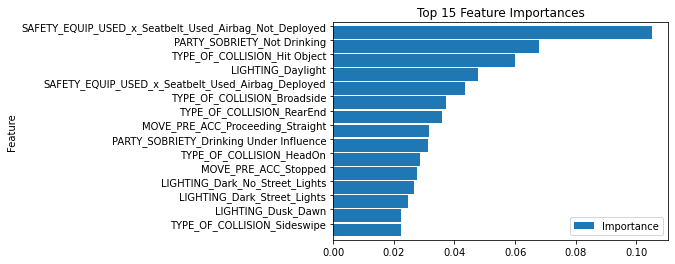 Top 15 Feature Importances
SAFETY_EQUIP_USED_x_Seatbelt_Used_Airbag_Not_Deployed
PARTY_SOBRIETY_Not Drinking
TYPE_OF_COLLISION_Hit Object
LIGHTING_Daylight
SAFETY_EQUIP_USED_x_Seatbelt_Used_Airbag_Deployed
TYPE_OF_COLLISION_Broadside
TYPE_OF_COLLISION_RearEnd
MOVE_PRE_ACC_Proceeding_Straight
PARTY_SOBRIETY_Drinking Under Influence
TYPE_OF_COLLISION_HeadOn
MOVE_PRE_ACC_Stopped
LIGHTING_Dark_No_Street_Lights
LIGHTING_Dark_Street_Lights
LIGHTING_Dusk_Dawn
TYPE_OF_COLLISION_Sideswipe
Feature
Importance
0.00 0.02 0.04 0.06 0.08 0.10